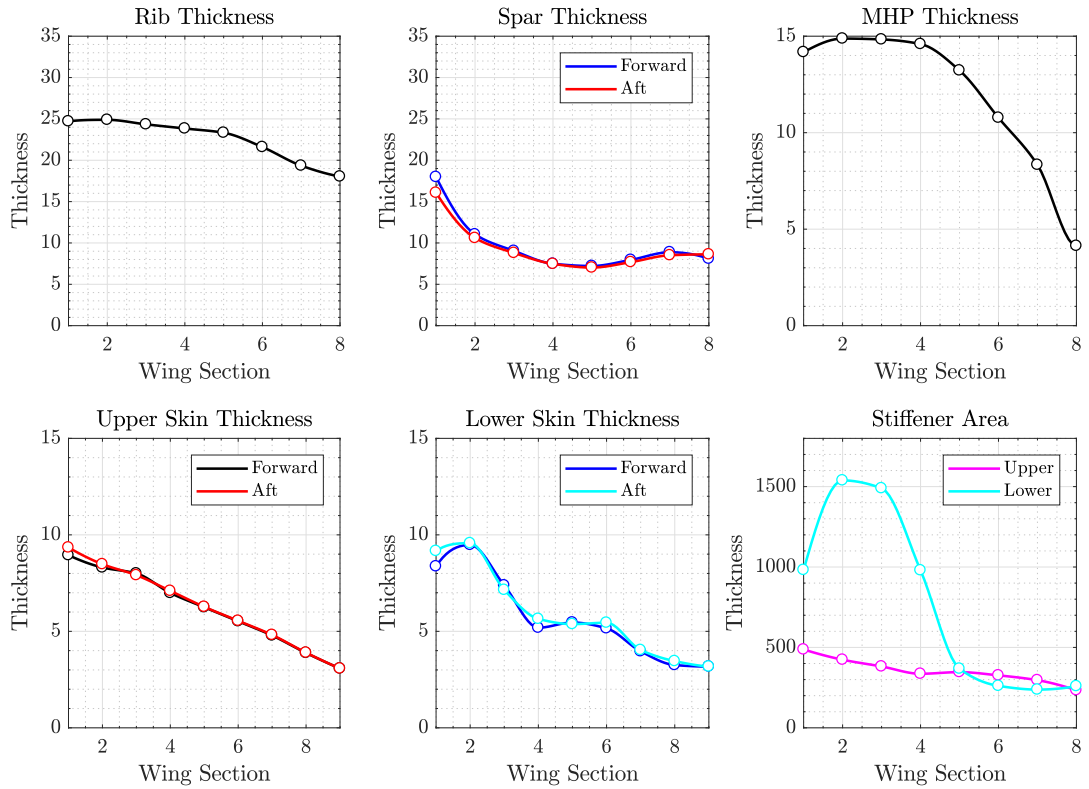 Rib Thickness
35
30
25
20
15
10
5
0
Thickness
2
4
6
8
Wing Section
Spar Thickness
35
30
25
20
15
10
5
0
Thickness
Forward
Aft
2
4
6
8
Wing Section
MHP Thickness
15
10
5
0
Thickness
2
4
6
8
Wing Section
Upper Skin Thickness
15
10
5
0
Thickness
Forward
Aft
2
4
6
8
Wing Section
Lower Skin Thickness
15
10
5
0
Thickness
Forward
Aft
2
4
6
8
Wing Section
Stiffener Area
1500
1000
500
0
Thickness
Upper
Lower
2
4
6
8
Wing Section